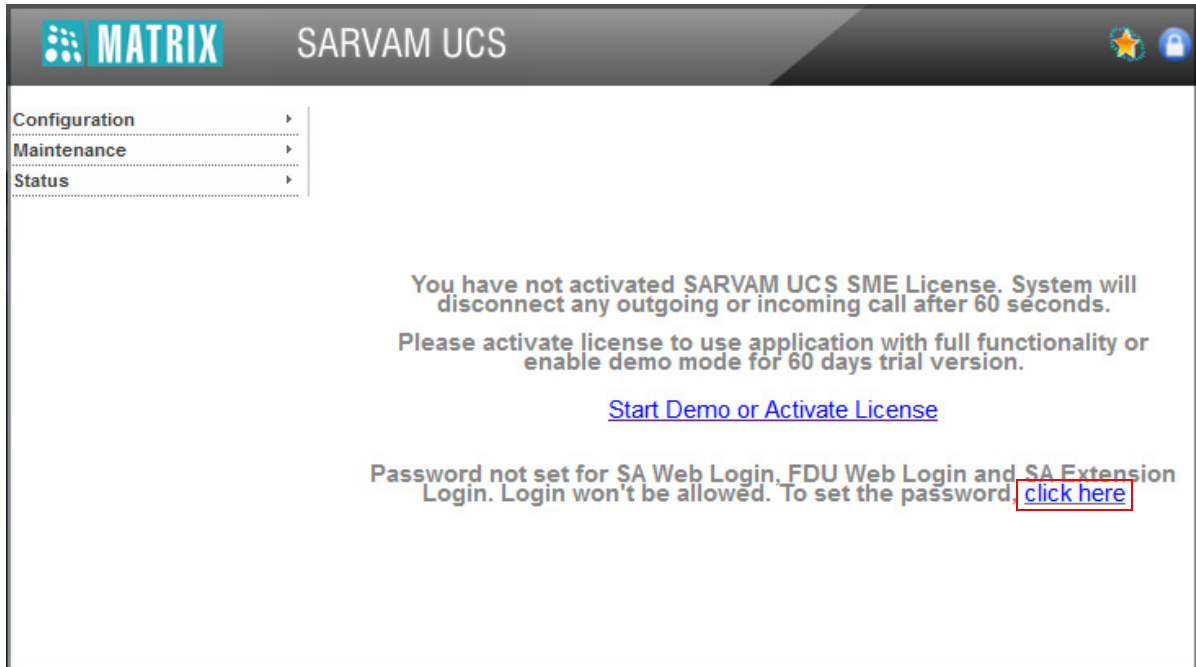 MATRIX SARVAM UCS
Configuration
Maintenance
Status
You have not activated SARVAM UCS SME License. System will
disconnect any outgoing or incoming call after 60 seconds.
Please activate license to use application with full functionality or
enable demo mode for 60 days trial version.
Start Demo or Activate License
Password not set for SA Web Login, FDU Web Login and SA Extension
Login. Login won't be allowed. To set the password, click here